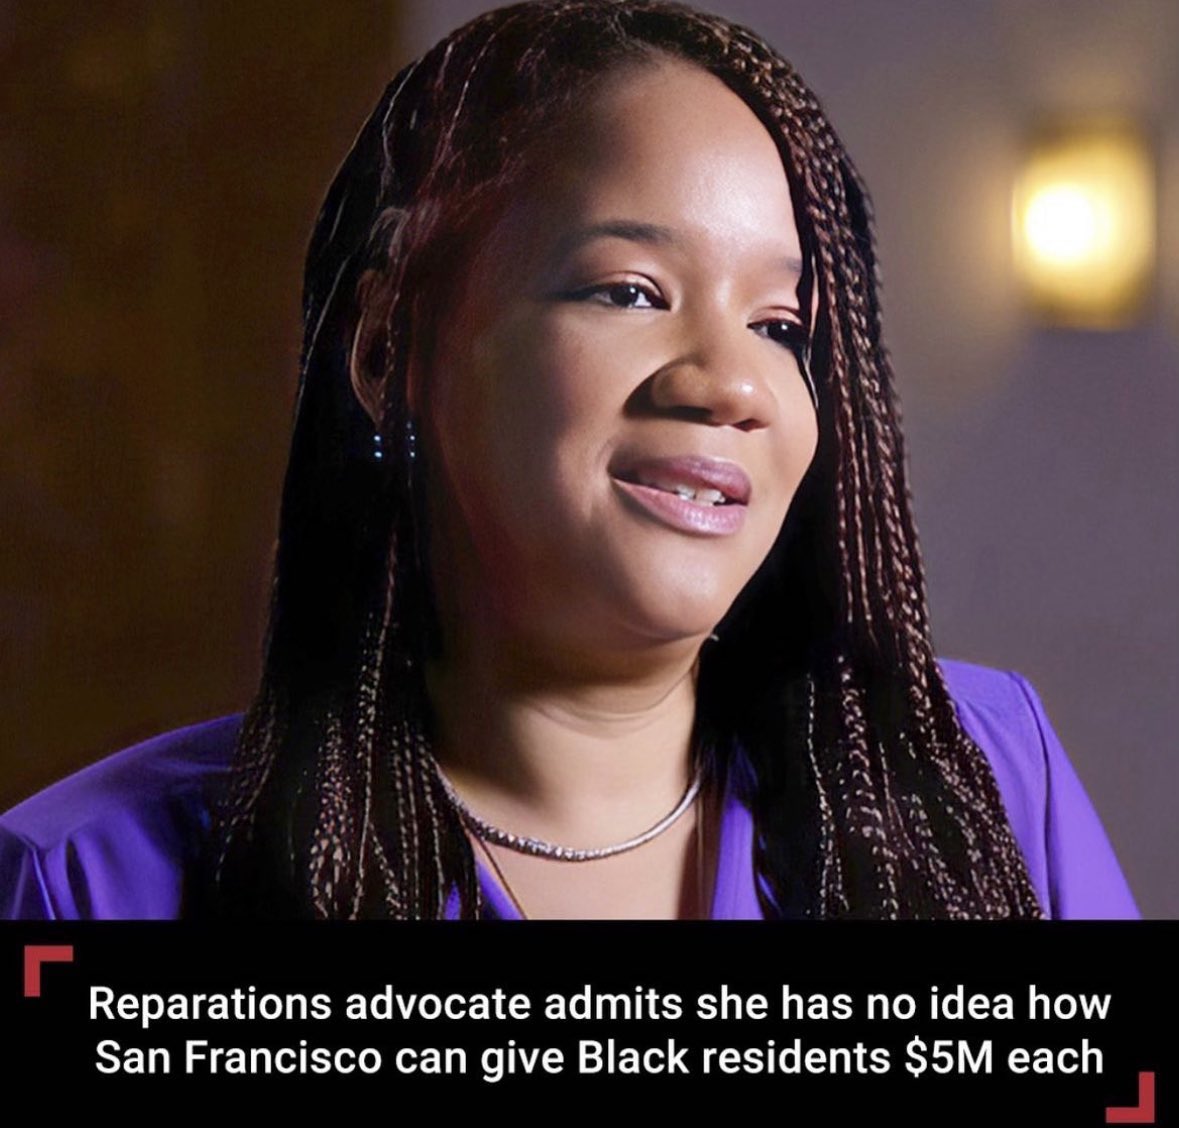 Reparations advocate admits she has no idea how
San Francisco can give Black residents $5M each